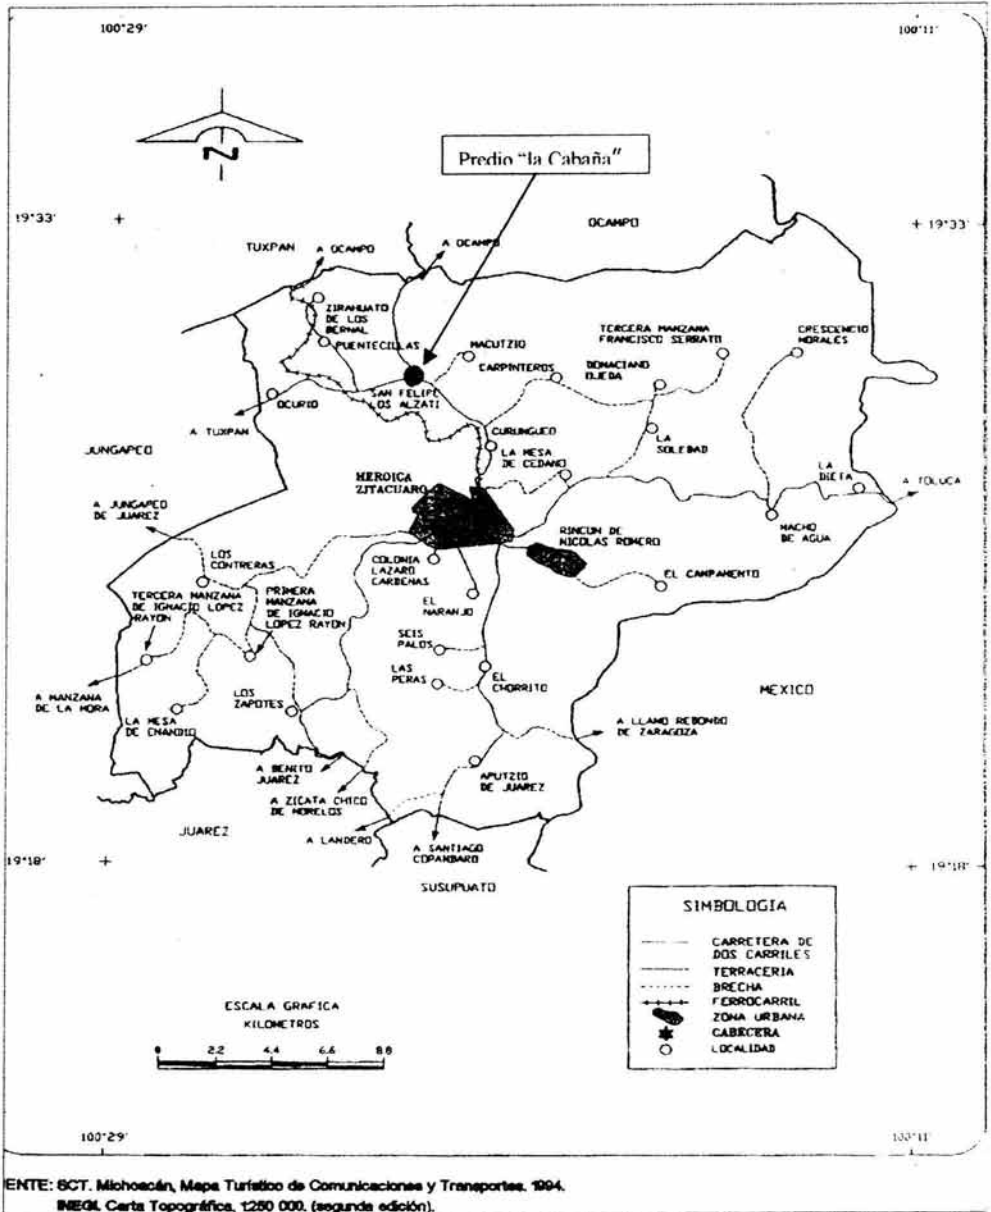 100°29'
100°11'
Predio "la Cabaña"
19°33'
19°33'
OCAMPO
TUXPAN
A OCAMPO
A OCAMPO
ZIRAHUATO
DE LOS
BERNAL
PUENTECILLAS
MACUTZIO
CARPINTEROS
TERCERA MANZANA
FRANCISCO SERRATO
CRESCENCIO
MORALES
DONACIANO
OJEDA
SAN FELIPE
LOS ALZATI
OCURIO
A TUXPAN
CURUNGUEO
LA
SOLEDAD
JUNGAPEO
LA MESA
DE CEDANO
LA
DIETA
A TOLUCA
HEROICA
ZITACUARO
A JUNGAPEO
DE JUAREZ
RINCON DE
NICOLAS ROMERO
MACHO
DE AGUA
LOS
CONTRERAS
COLONIA
LAZARO
CARDENAS
EL CAMPAMENTO
TERCERA MANZANA
DE IGNACIO LOPEZ
RAYON
PRIMERA
MANZANA
DE IGNACIO
LOPEZ RAYON
EL
NARANJO
SEIS
PALOS
LAS
PERAS
EL
CHORRITO
MEXICO
A MANZANA
DE LA MORA
LOS
ZAPOTES
LA MESA
DE ENANDIO
A LLANO REDONDO
DE ZARAGOZA
A BENITO
JUAREZ
APUTZIO
DE JUAREZ
A ZICATA CHICO
DE MORELOS
JUAREZ
A LANDERO
A SANTIAGO
COPANDARO
19°18'
19°18'
SUSUPUATO
SIMBOLOGIA
CARRETERA DE
DOS CARRILES
TERRACERIA
BRECHA
FERROCARRIL
ZONA URBANA
CABECERA
LOCALIDAD
ESCALA GRAFICA
KILOMETROS
0 2.2 4.4 6.6 8.8
100°29'
100°11'
ENTE: SCT. Michoacán, Mapa Turístico de Comunicaciones y Transportes. 1994.
INEGI. Carta Topográfica, 1:250 000. (segunda edición).
N